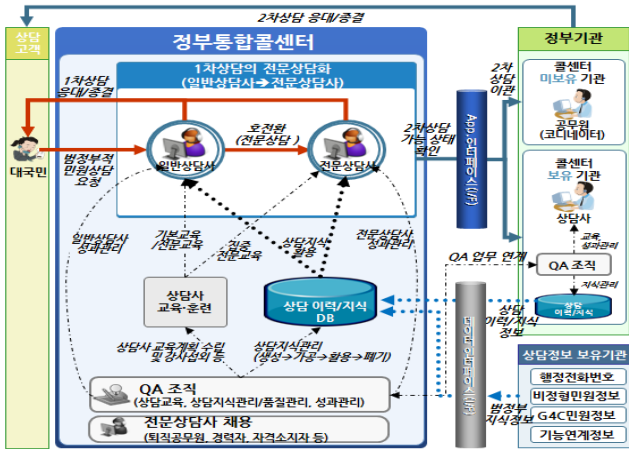 2차상담 응대/종결
상담
고객
대국민
1차상담
응대/종결
범정부적
민원상담
요청
정부통합콜센터
1차상담의 전문상담화
(일반상담사→전문상담사)
일반상담사
호전환
(전문상담)
전문상담사
2차상담
가능 상태
확인
일반상담사
성과관리
기본교육
/전문교육
집중
전문교육
상담지식
활용
전문상담사
성과관리
상담사
교육·훈련
상담 이력/지식
DB
상담사 교육계획 수립
및 강사섭외 등
상담지식관리
(생성→가공→활용→폐기)
QA 조직
(상담교육, 상담지식관리/품질관리, 성과관리)
전문상담사 채용
(퇴직공무원, 경력자, 자격소지자 등)
App.인터페이스(I/F)
데이터 인터페이스(I/F)
2차
상담
이관
QA 업무 연계
상담
이력/지식
정보
범정부
지식정보
정부기관
콜센터
미보유 기관
공무원
(코디네이터)
콜센터
보유 기관
상담사
교육,
성과관리
QA 조직
지식관리
상담
이력/지식
상담정보 보유기관
행정전화번호
비정형민원정보
G4C민원정보
기능연계정보